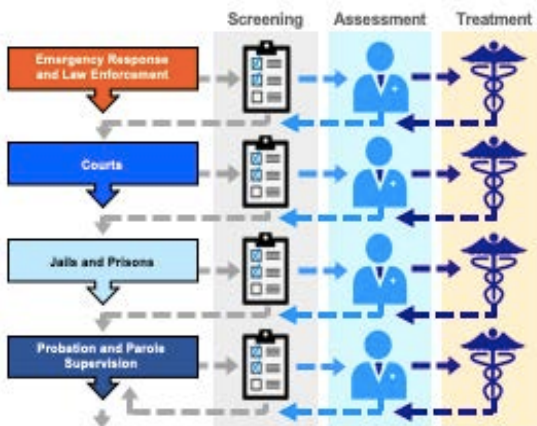 Screening Assessment Treatment
Emergency Response
and Law Enforcement
Courts
Jails and Prisons
Probation and Parole
Supervision